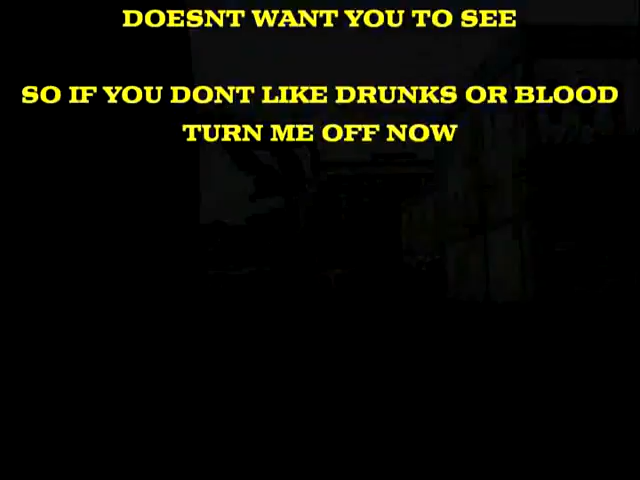 DOESNT WANT YOU TO SEE
SO IF YOU DONT LIKE DRUNKS OR BLOOD
TURN ME OFF NOW